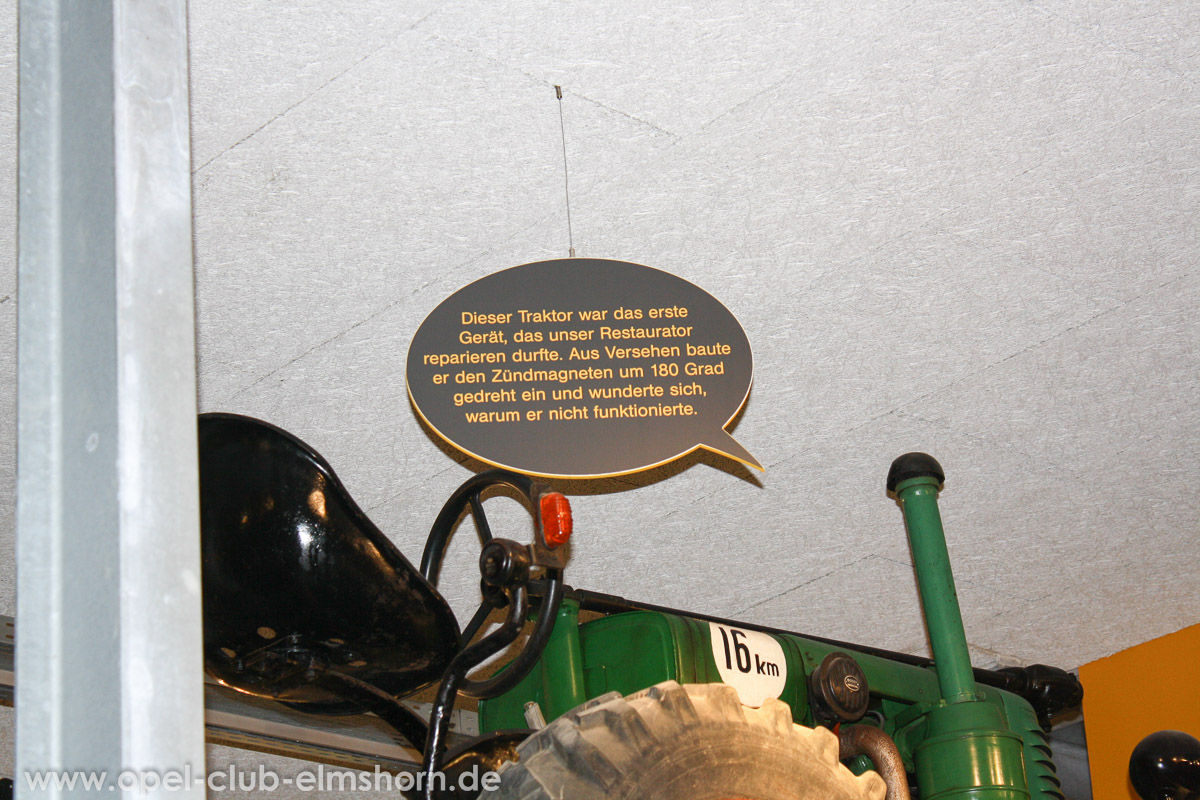 Dieser Traktor war das erste
Gerät, das unser Restaurator
reparieren durfte. Aus Versehen baute
er den Zündmagneten um 180 Grad
gedreht ein und wunderte sich,
warum er nicht funktionierte.
16 km
www.opel-club-elmshorn.de